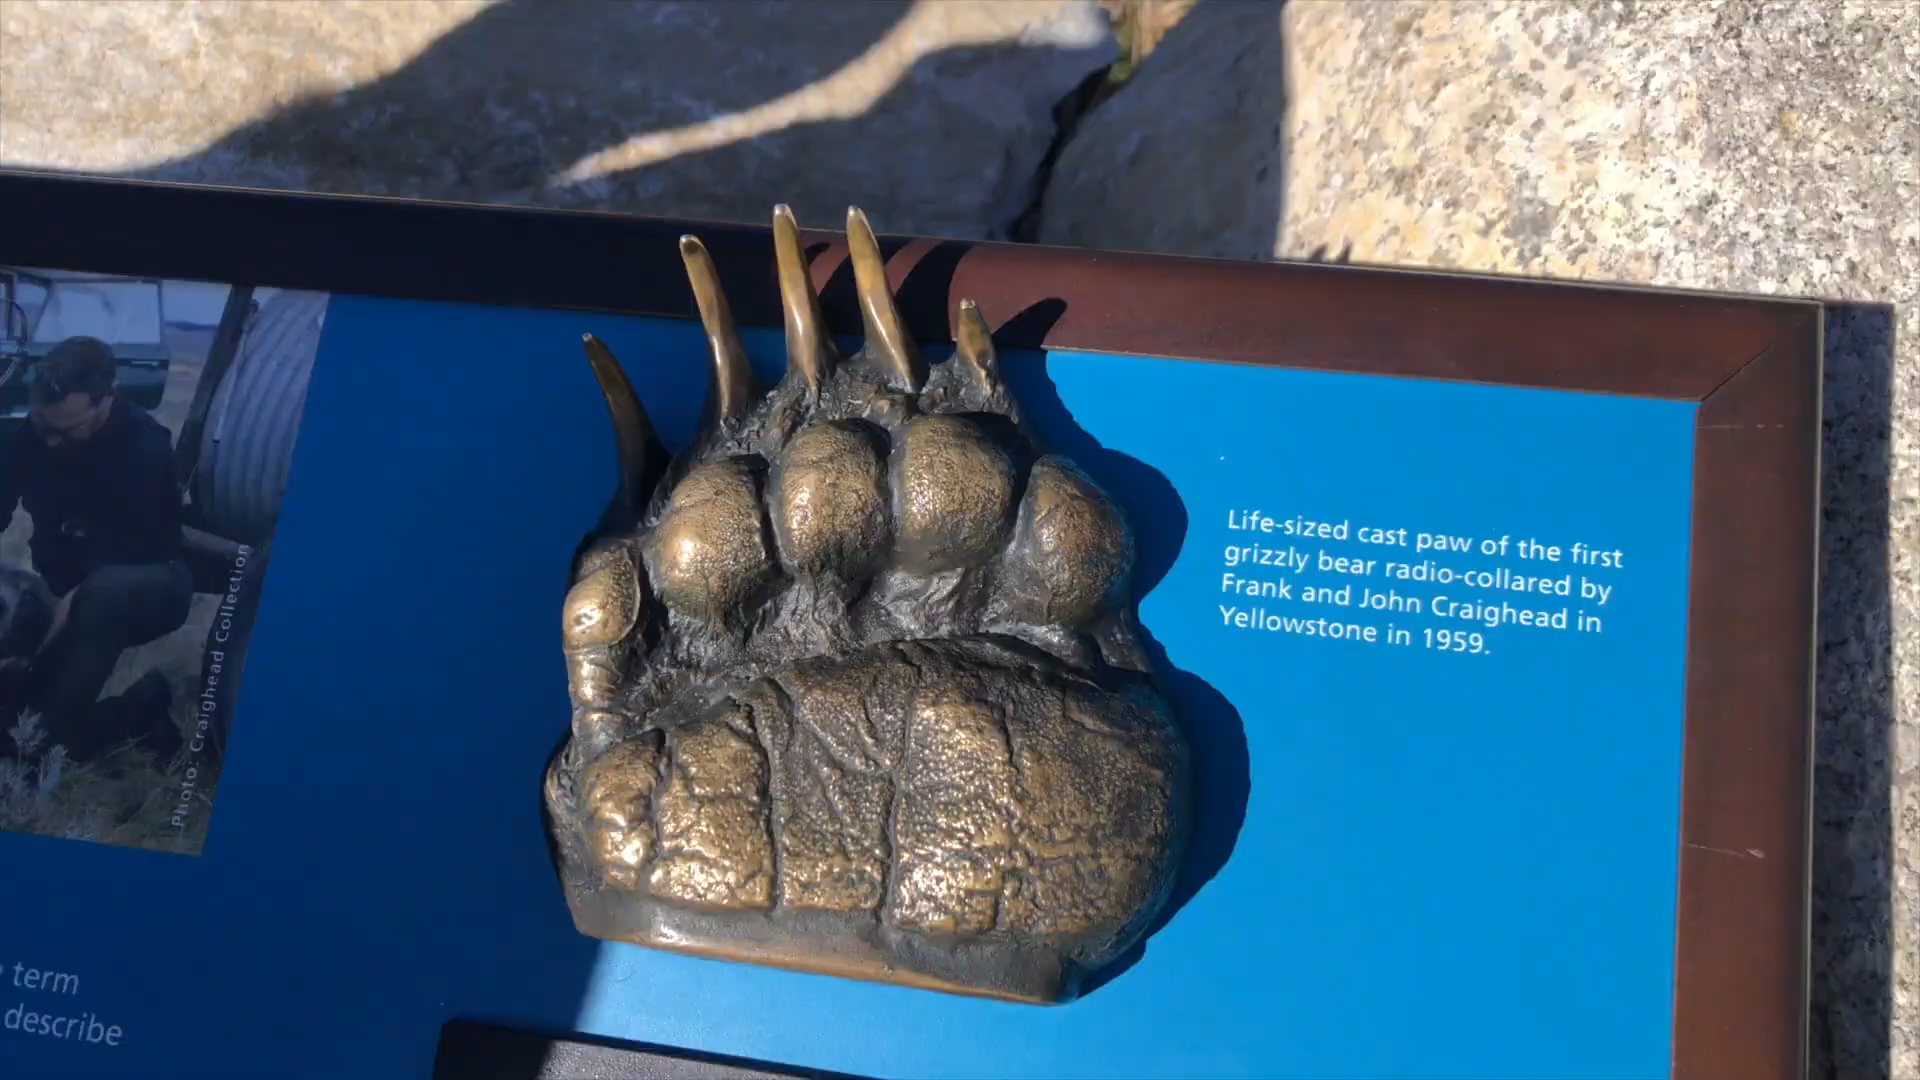 Photo: Craighead Collection
Life-sized cast paw of the first
grizzly bear radio-collared by
Frank and John Craighead in
Yellowstone in 1959.
term
describe